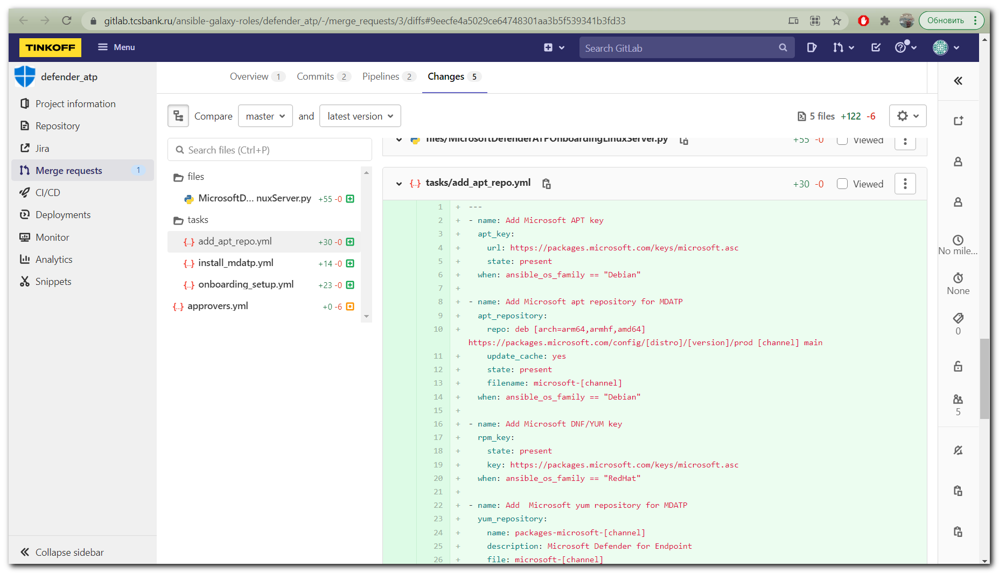 gitlab.tcsbank.ru/ansible-galaxy-roles/defender_atp/-/merge_requests/3/diffs#9eecfe4a5029ce64748301aa3b5f539341b3fd33
Обновить
TINKOFF
Menu
Search GitLab
defender_atp
Project information
Repository
Jira
Merge requests 1
CI/CD
Deployments
Monitor
Analytics
Snippets
Collapse sidebar
Overview 1 Commits 2 Pipelines 2 Changes 5
Compare master and latest version
5 files +122 -6
Search files (Ctrl+P)
files
MicrosoftD... nuxServer.py +55 -0
tasks
{..} add_apt_repo.yml +30 -0
{..} install_mdatp.yml +14 -0
{..} onboarding_setup.yml +23 -0
{..} approvers.yml +0 -6
files/MicrosoftDefenderATPOnboardingLinuxServer.py +55 -0 Viewed
{..} tasks/add_apt_repo.yml +30 -0 Viewed
1 + ---
2 + - name: Add Microsoft APT key
3 + apt_key:
4 + url: https://packages.microsoft.com/keys/microsoft.asc
5 + state: present
6 + when: ansible_os_family == "Debian"
7 +
8 + - name: Add Microsoft apt repository for MDATP
9 + apt_repository:
10 + repo: deb [arch=arm64,armhf,amd64]
https://packages.microsoft.com/config/[distro]/[version]/prod [channel] main
11 + update_cache: yes
12 + state: present
13 + filename: microsoft-[channel]
14 + when: ansible_os_family == "Debian"
15 +
16 + - name: Add Microsoft DNF/YUM key
17 + rpm_key:
18 + state: present
19 + key: https://packages.microsoft.com/keys/microsoft.asc
20 + when: ansible_os_family == "RedHat"
21 +
22 + - name: Add  Microsoft yum repository for MDATP
23 + yum_repository:
24 + name: packages-microsoft-[channel]
25 + description: Microsoft Defender for Endpoint
26 + file: microsoft-[channel]
No mile...
None
0
5